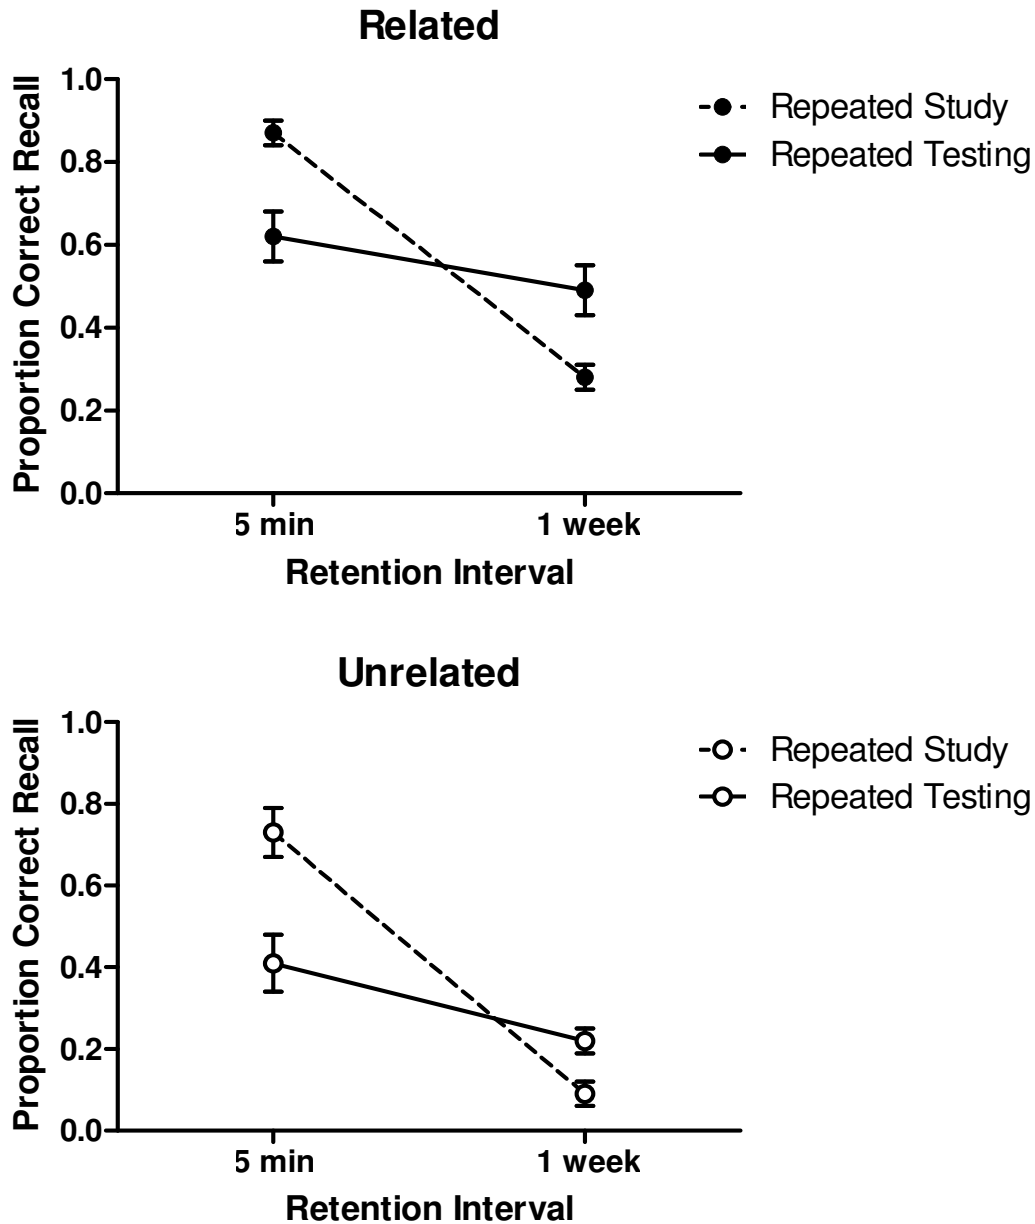 Related
Proportion Correct Recall
1.0
0.8
0.6
0.4
0.2
0.0
5 min
1 week
Retention Interval
Repeated Study
Repeated Testing
Unrelated
Proportion Correct Recall
1.0
0.8
0.6
0.4
0.2
0.0
5 min
1 week
Retention Interval
Repeated Study
Repeated Testing